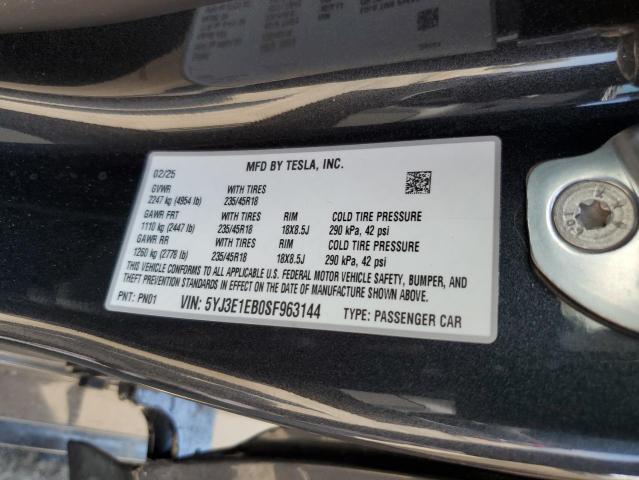 MFD BY TESLA, INC.
02/25
GVWR WITH TIRES
2247 kg (4954 lb) 235/45R18
GAWR FRT WITH TIRES RIM COLD TIRE PRESSURE
1110 kg (2447 lb) 235/45R18 18X8.5J 290 kPa, 42 psi
GAWR RR WITH TIRES RIM COLD TIRE PRESSURE
1260 kg (2778 lb) 235/45R18 18X8.5J 290 kPa, 42 psi
THIS VEHICLE CONFORMS TO ALL APPLICABLE U.S. FEDERAL MOTOR VEHICLE SAFETY, BUMPER, AND
THEFT PREVENTION STANDARDS IN EFFECT ON THE DATE OF MANUFACTURE SHOWN ABOVE.
PNT: PN01 VIN: 5YJ3E1EB0SF963144 TYPE: PASSENGER CAR